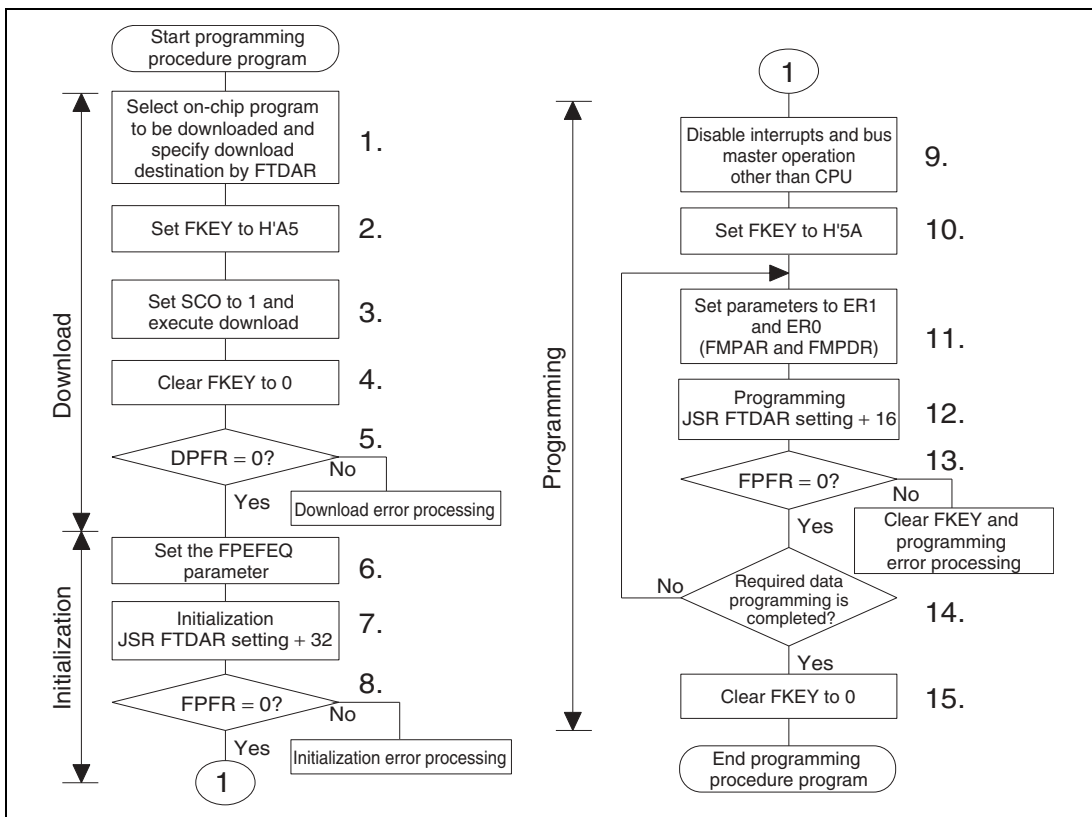 Start programming
procedure program
Download
Select on-chip program
to be downloaded and
specify download
destination by FTDAR
1.
Set FKEY to H'A5
2.
Set SCO to 1 and
execute download
3.
Clear FKEY to 0
4.
DPFR = 0?
5.
No
Yes
Download error processing
Initialization
Set the FPEFEQ
parameter
6.
Initialization
JSR FTDAR setting + 32
7.
FPFR = 0?
8.
No
Yes
Initialization error processing
1
1
Programming
Disable interrupts and bus
master operation
other than CPU
9.
Set FKEY to H'5A
10.
Set parameters to ER1
and ER0
(FMPAR and FMPDR)
11.
Programming
JSR FTDAR setting + 16
12.
FPFR = 0?
13.
No
Yes
Clear FKEY and
programming
error processing
Required data
programming is
completed?
14.
No
Yes
Clear FKEY to 0
15.
End programming
procedure program